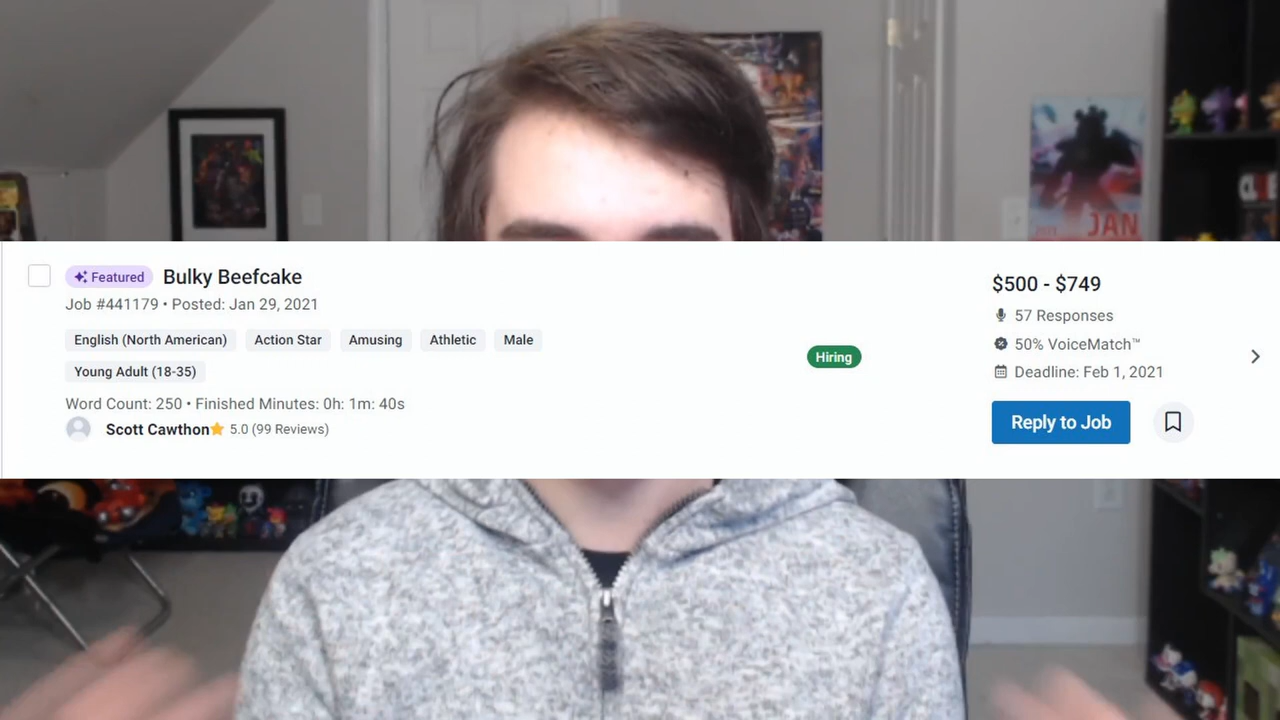 JAN
Featured Bulky Beefcake
Job #441179 • Posted: Jan 29, 2021
English (North American) Action Star Amusing Athletic Male
Young Adult (18-35)
Word Count: 250 • Finished Minutes: 0h: 1m: 40s
Scott Cawthon 5.0 (99 Reviews)
Hiring
$500 - $749
57 Responses
50% VoiceMatch™
Deadline: Feb 1, 2021
Reply to Job